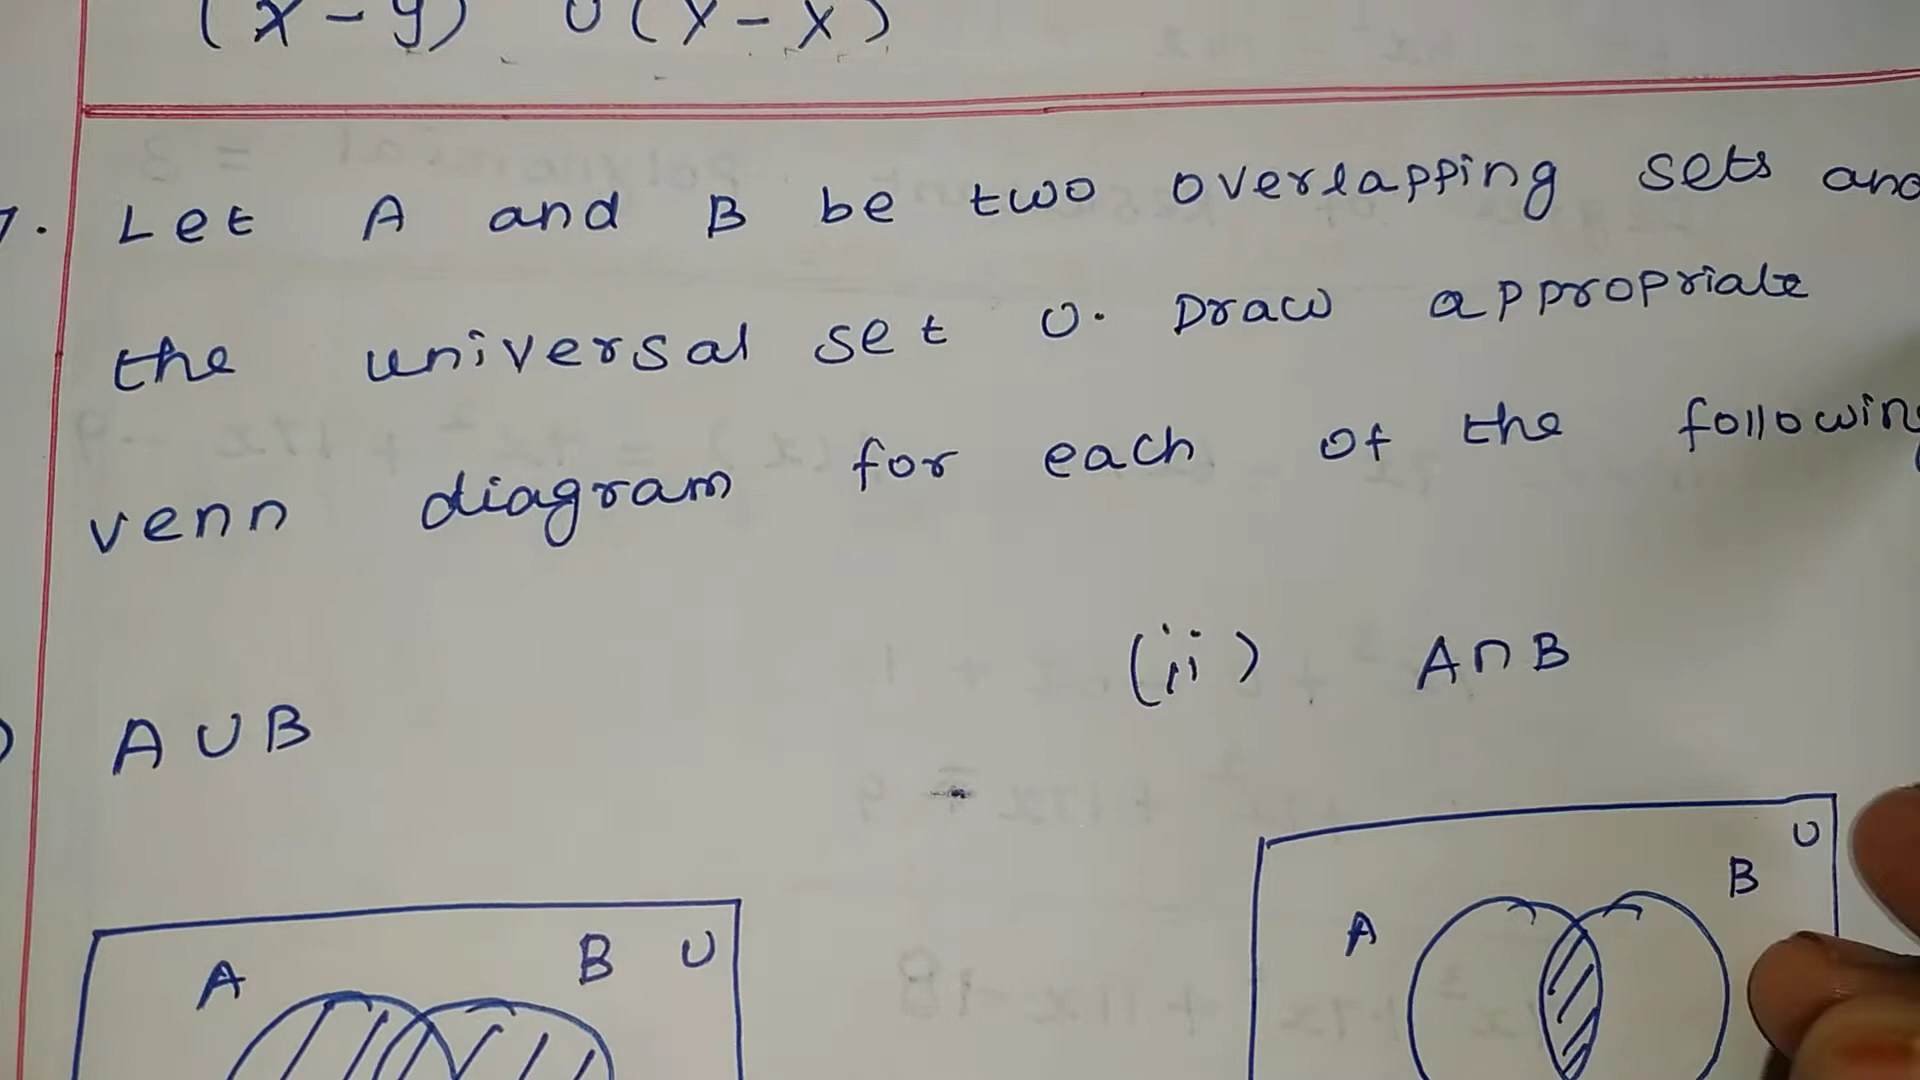 (x - y) ∪ (y - x)
7. Let A and B be two overlapping sets and
the universal set U. Draw appropriate
venn diagram for each of the following
) A ∪ B
(ii) A ∩ B
A B U
A B U